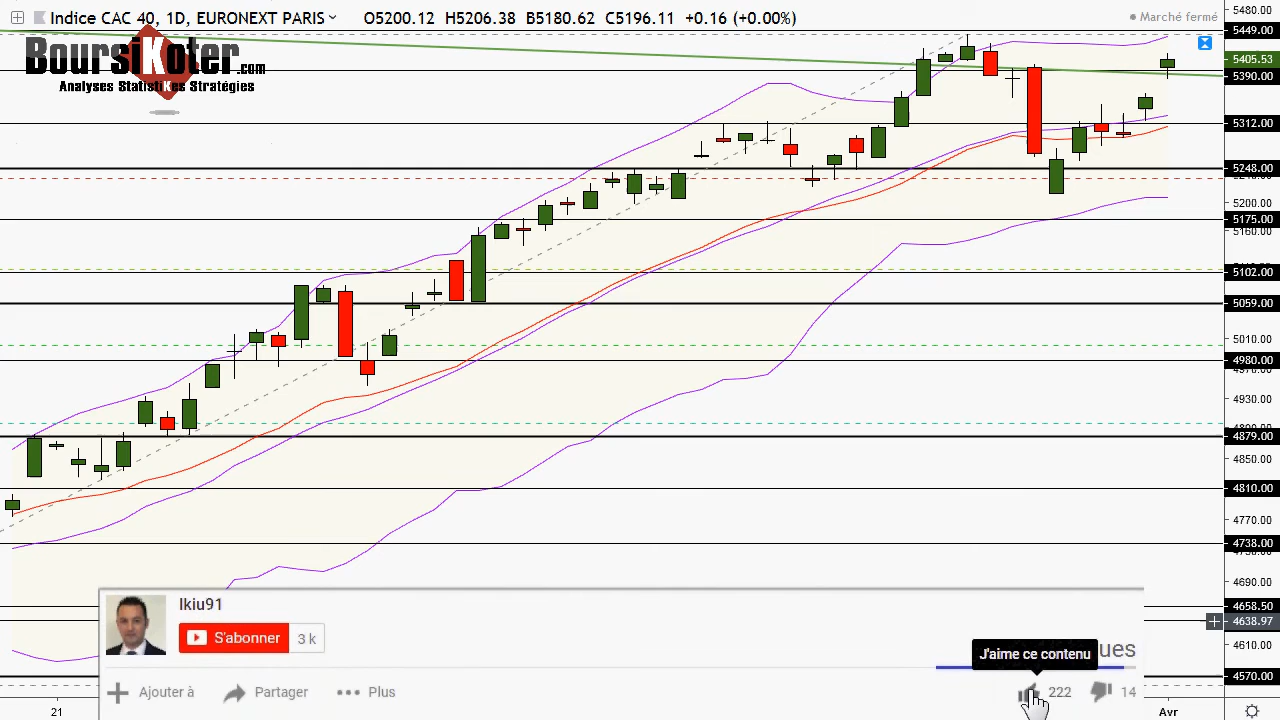 Indice CAC 40, 1D, EURONEXT PARIS O5200.12 H5206.38 B5180.62 C5196.11 +0.16 (+0.00%)
Marché fermé
BoursiKoter.com
Analyses StatistiKes Stratégies
5480.00
5449.00
5405.53
5390.00
5312.00
5248.00
5200.00
5175.00
5160.00
5102.00
5059.00
5010.00
4980.00
4930.00
4879.00
4850.00
4810.00
4770.00
4738.00
4690.00
4658.50
4638.97
4610.00
4570.00
Ikiu91
S'abonner 3 k
J'aime ce contenu
ues
Ajouter à Partager Plus 222 14
21 Avr